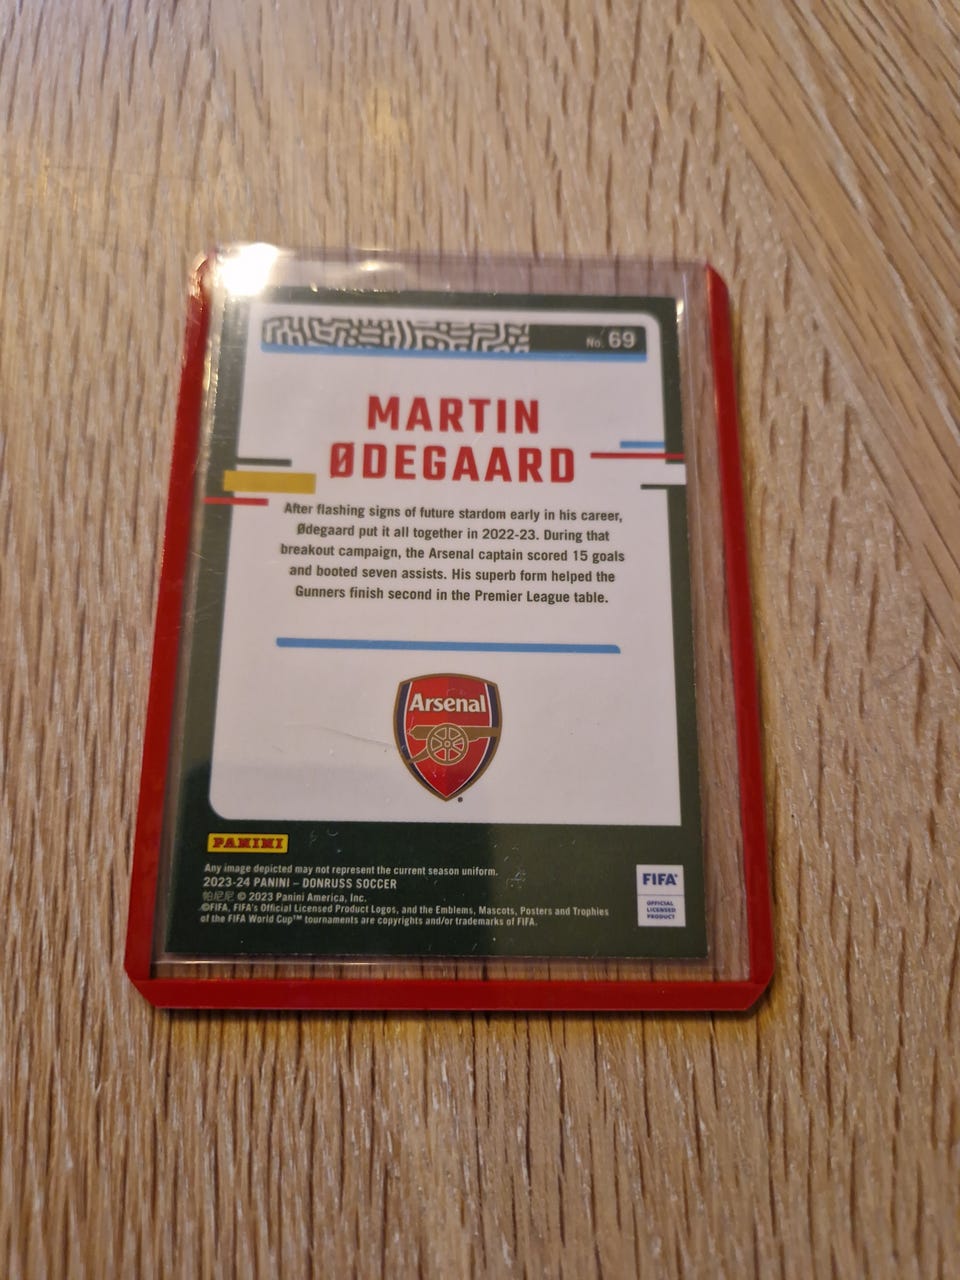 No. 69
MARTIN
ØDEGAARD
After flashing signs of future stardom early in his career,
Ødegaard put it all together in 2022-23. During that
breakout campaign, the Arsenal captain scored 15 goals
and booted seven assists. His superb form helped the
Gunners finish second in the Premier League table.
Arsenal
PANINI
Any image depicted may not represent the current season uniform.
2023-24 PANINI – DONRUSS SOCCER
帕尼尼 © 2023 Panini America, Inc.
©FIFA, FIFA's Official Licensed Product Logos, and the Emblems, Mascots, Posters and Trophies
of the FIFA World Cup™ tournaments are copyrights and/or trademarks of FIFA.
FIFA®
OFFICIAL
LICENSED
PRODUCT